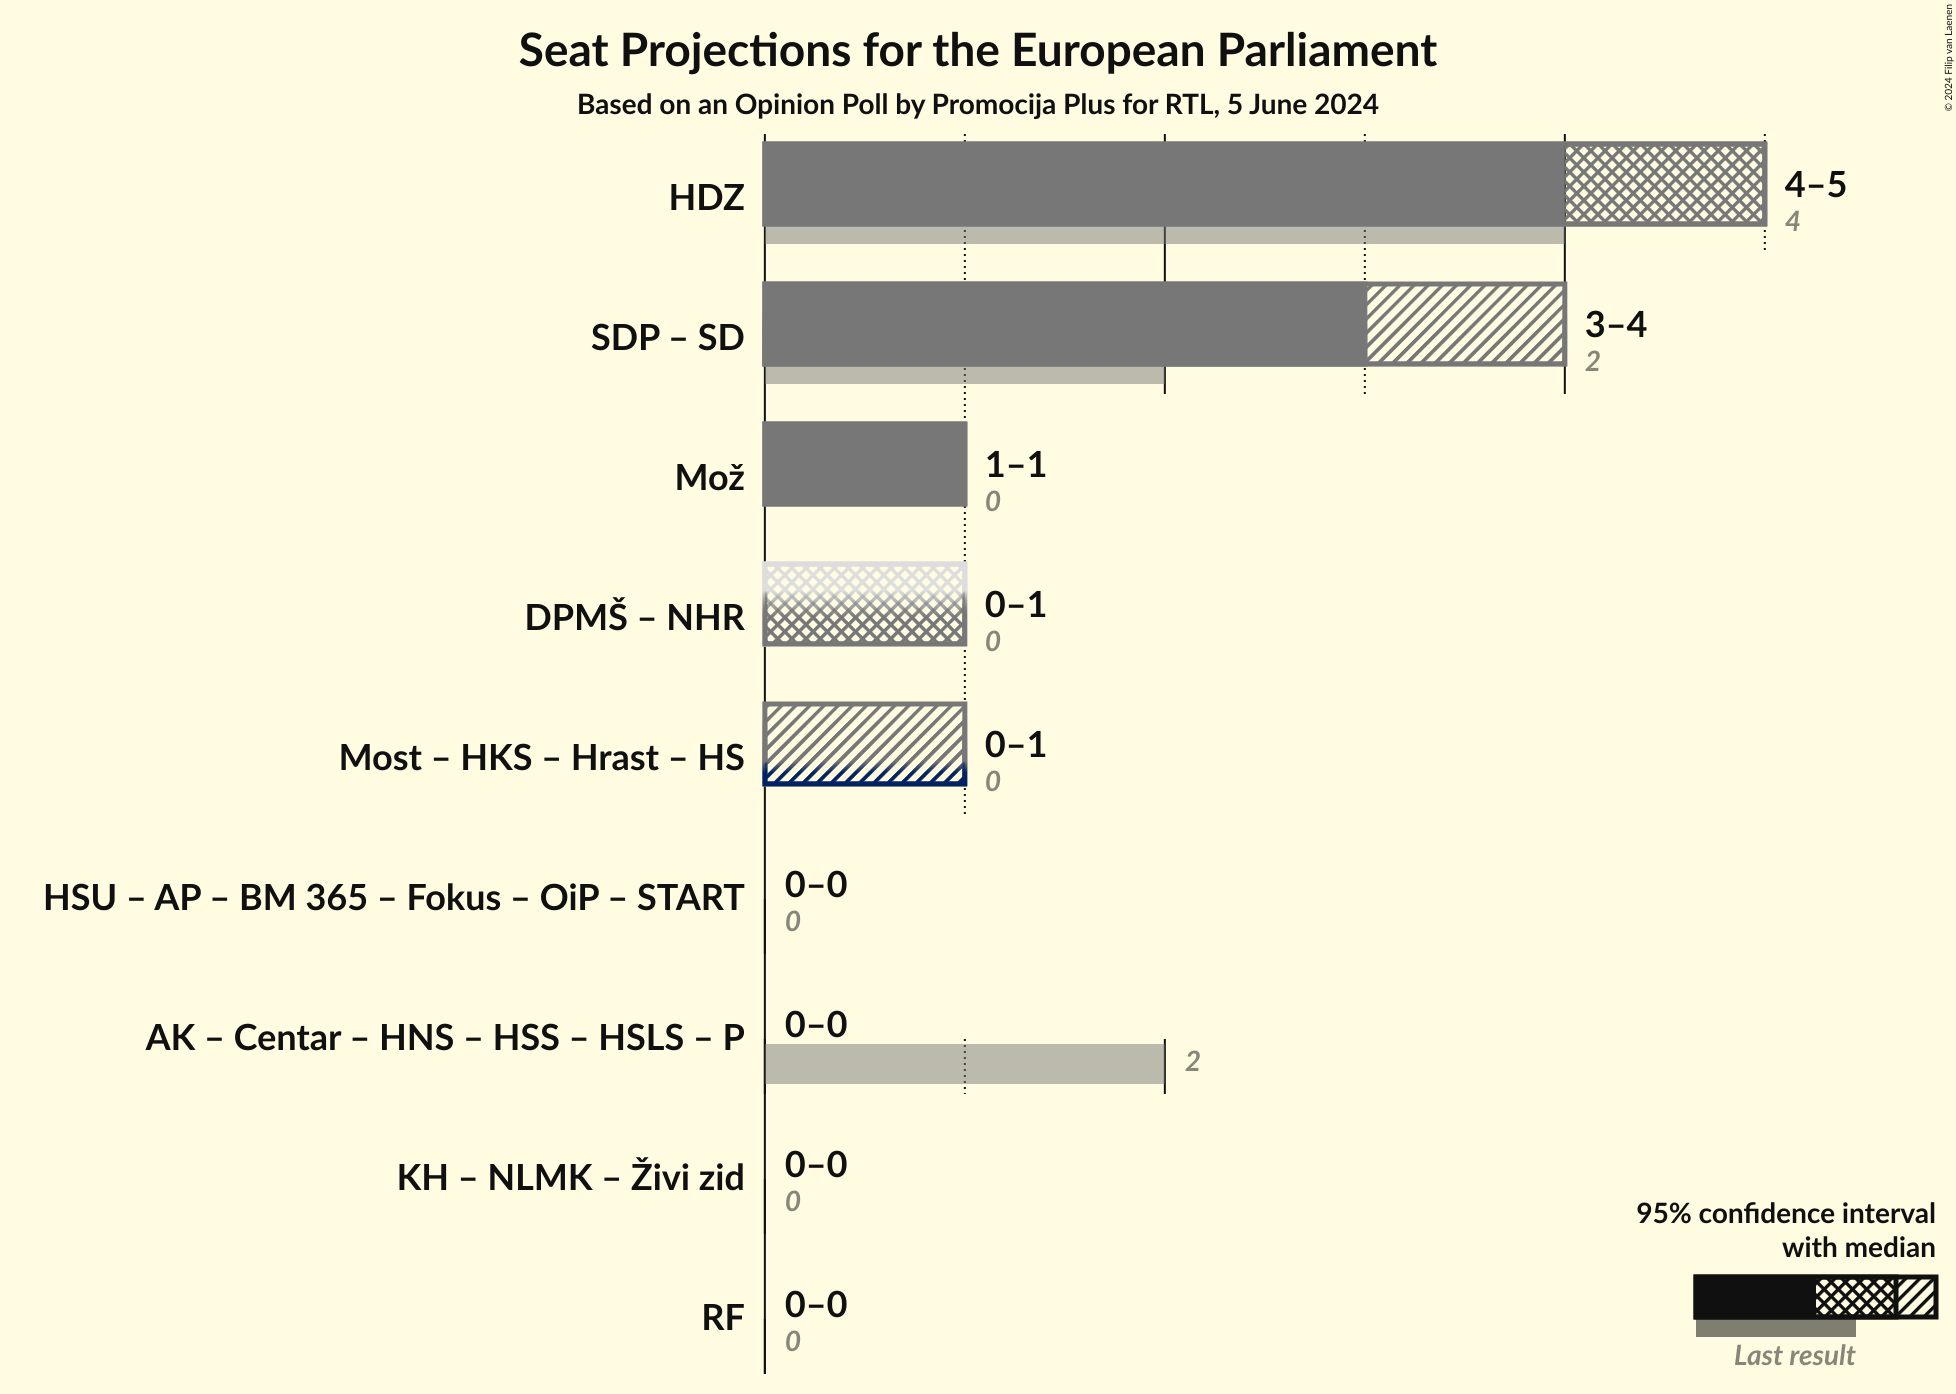 Seat Projections for the European Parliament
Based on an Opinion Poll by Promocija Plus for RTL, 5 June 2024
© 2024 Filip van Laenen
HDZ
4–5
4
SDP – SD
3–4
2
Mož
1–1
0
DPMŠ – NHR
0–1
0
Most – HKS – Hrast – HS
0–1
0
HSU – AP – BM 365 – Fokus – OiP – START
0–0
0
AK – Centar – HNS – HSS – HSLS – P
0–0
2
KH – NLMK – Živi zid
0–0
0
RF
0–0
0
95% confidence interval
with median
Last result